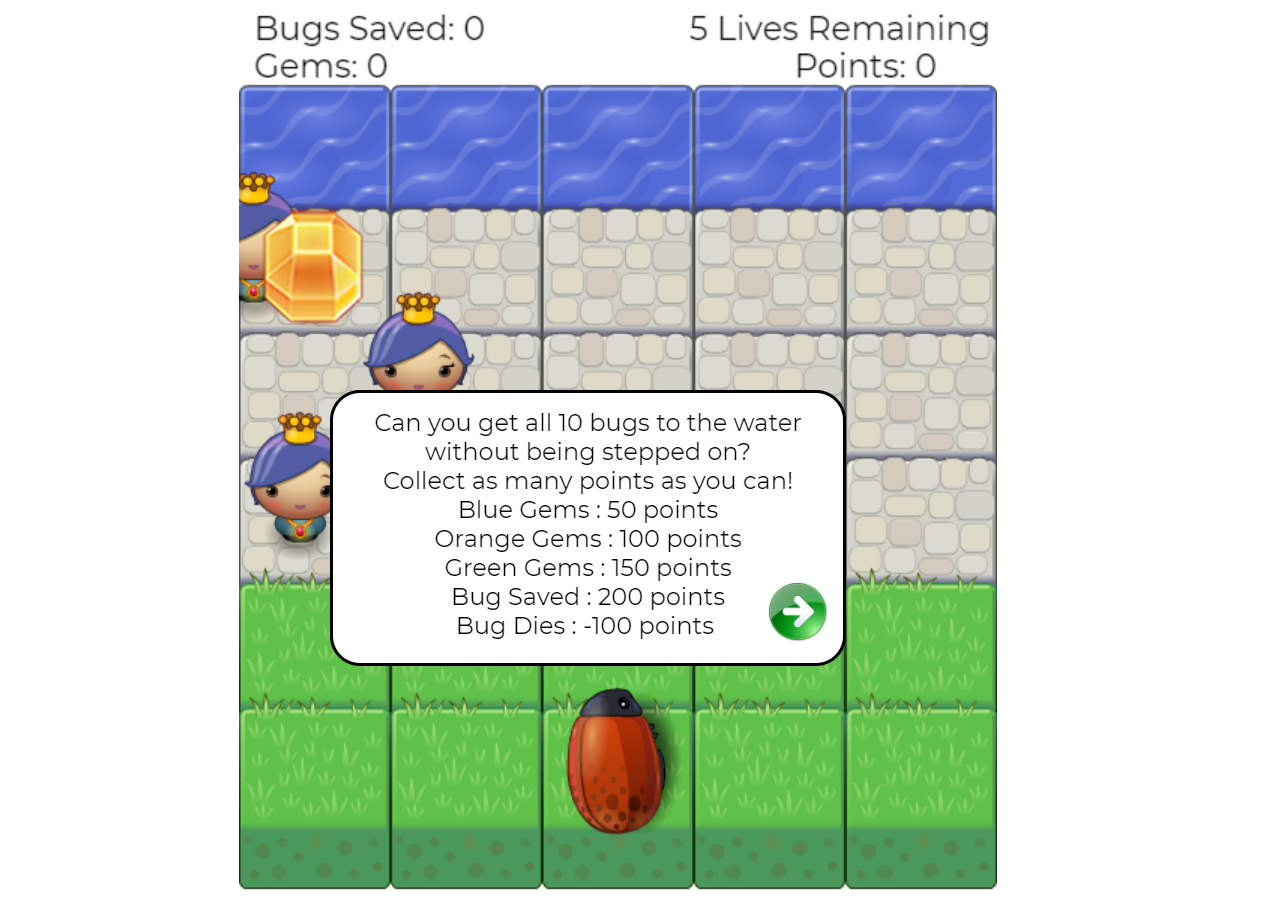 Bugs Saved: 0
5 Lives Remaining
Gems: 0
Points: 0
Can you get all 10 bugs to the water
without being stepped on?
Collect as many points as you can!
Blue Gems : 50 points
Orange Gems : 100 points
Green Gems : 150 points
Bug Saved : 200 points
Bug Dies : -100 points